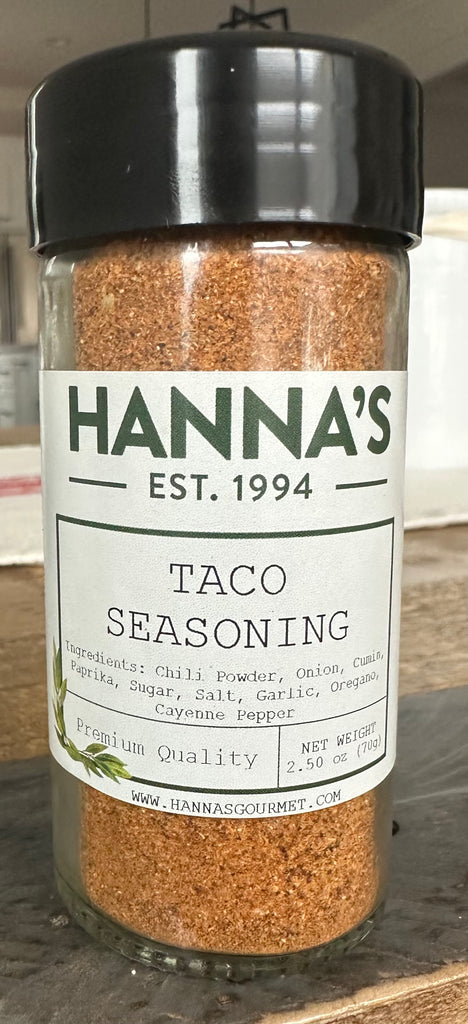 HANNA'S
EST. 1994
TACO
SEASONING
Ingredients: Chili Powder, Onion, Cumin,
Paprika, Sugar, Salt, Garlic, Oregano,
Cayenne Pepper
Premium Quality
NET WEIGHT
2.50 oz (70g)
WWW.HANNASGOURMET.COM